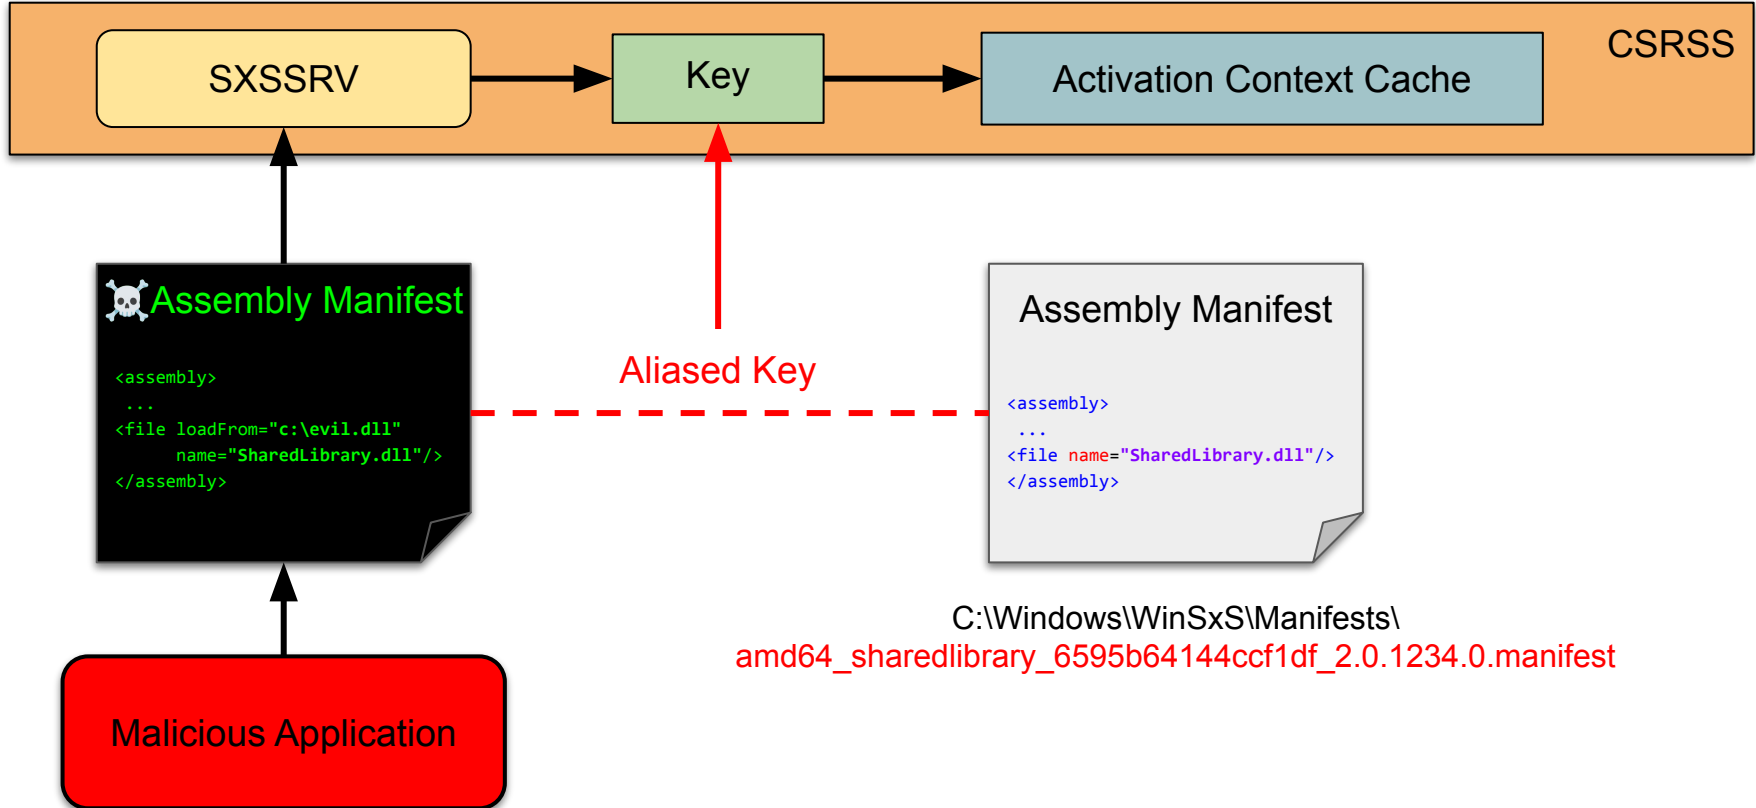 CSRSS
SXSSRV
Key
Activation Context Cache
☠Assembly Manifest
<assembly>
...
<file loadFrom="c:\evil.dll"
name="SharedLibrary.dll"/>
</assembly>
Aliased Key
Assembly Manifest
<assembly>
...
<file name="SharedLibrary.dll"/>
</assembly>
C:\Windows\WinSxS\Manifests\
amd64_sharedlibrary_6595b64144ccf1df_2.0.1234.0.manifest
Malicious Application